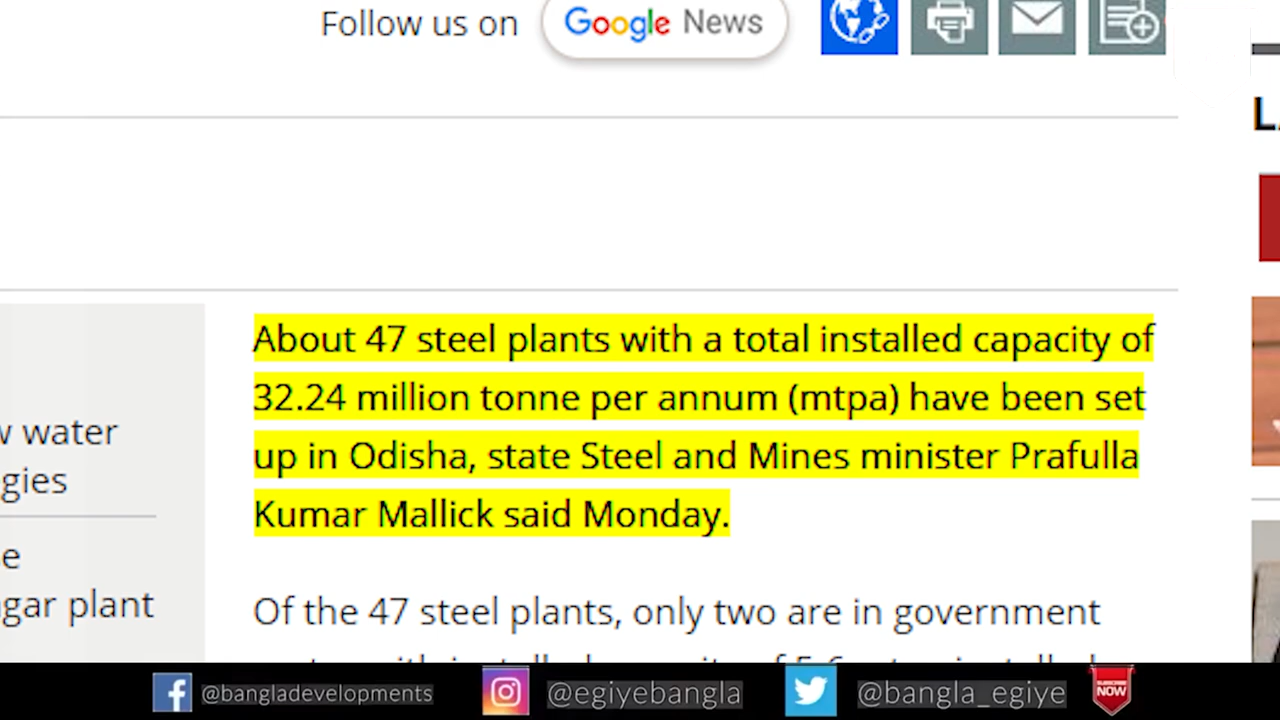 Follow us on Google News
L
About 47 steel plants with a total installed capacity of
32.24 million tonne per annum (mtpa) have been set
up in Odisha, state Steel and Mines minister Prafulla
Kumar Mallick said Monday.
water
gies
e
gar plant
Of the 47 steel plants, only two are in government
@bangladevelopments @egiyebangla @bangla_egiye SUBSCRIBE NOW